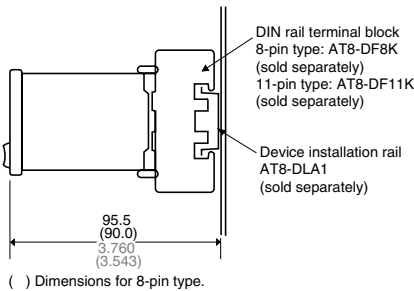 DIN rail terminal block
8-pin type: AT8-DF8K
(sold separately)
11-pin type: AT8-DF11K
(sold separately)
Device installation rail
AT8-DLA1
(sold separately)
95.5
(90.0)
3.760
(3.543)
( ) Dimensions for 8-pin type.